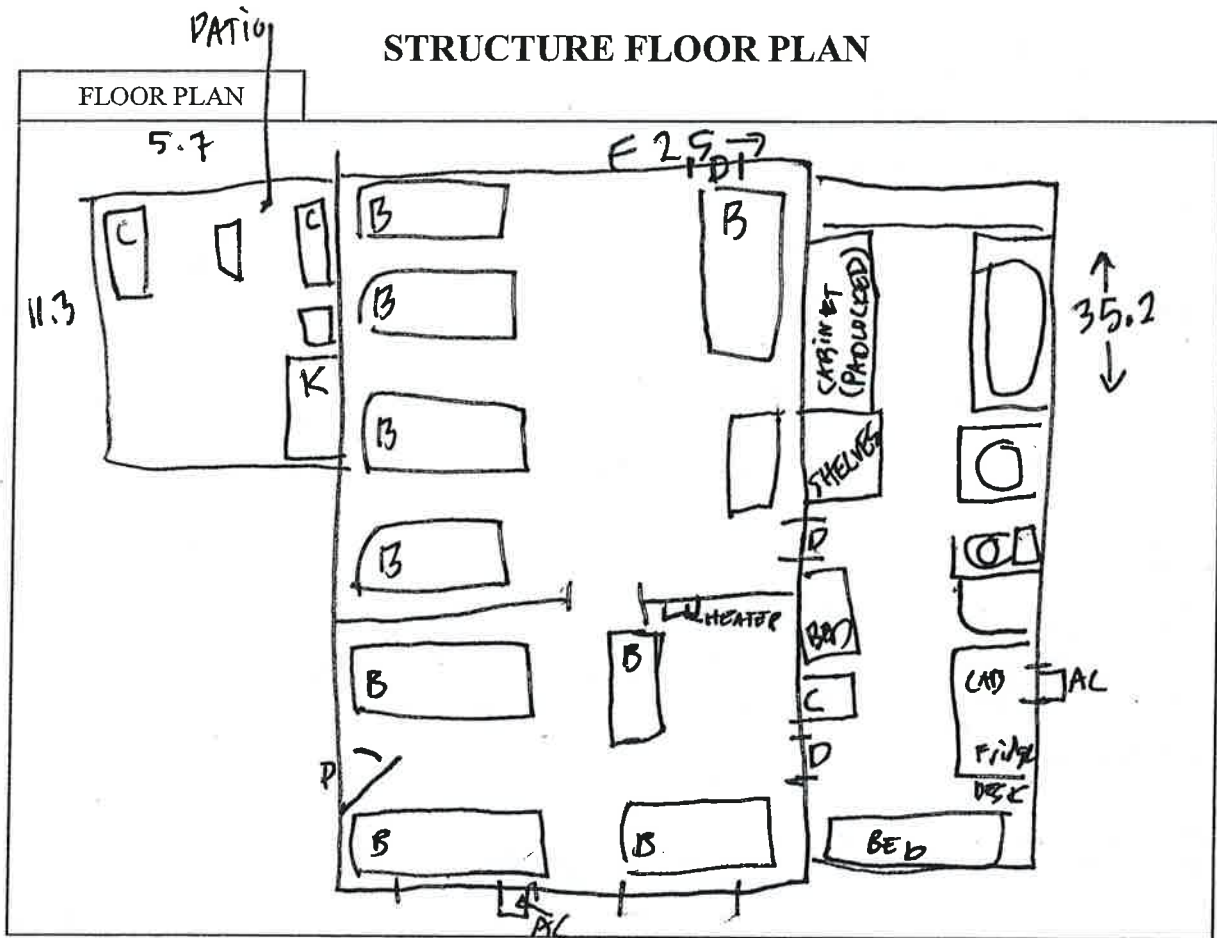 PATIO
STRUCTURE FLOOR PLAN
FLOOR PLAN
5.7
← 25 →
D
C
C
B
B
11.3
CABINET
(PADLOCKED)
35.2
B
K
B
SHELVES
B
D
HEATER
BED
B
B
C
CAB
AC
D
Fridge
DESK
D
B
B
BED
AC